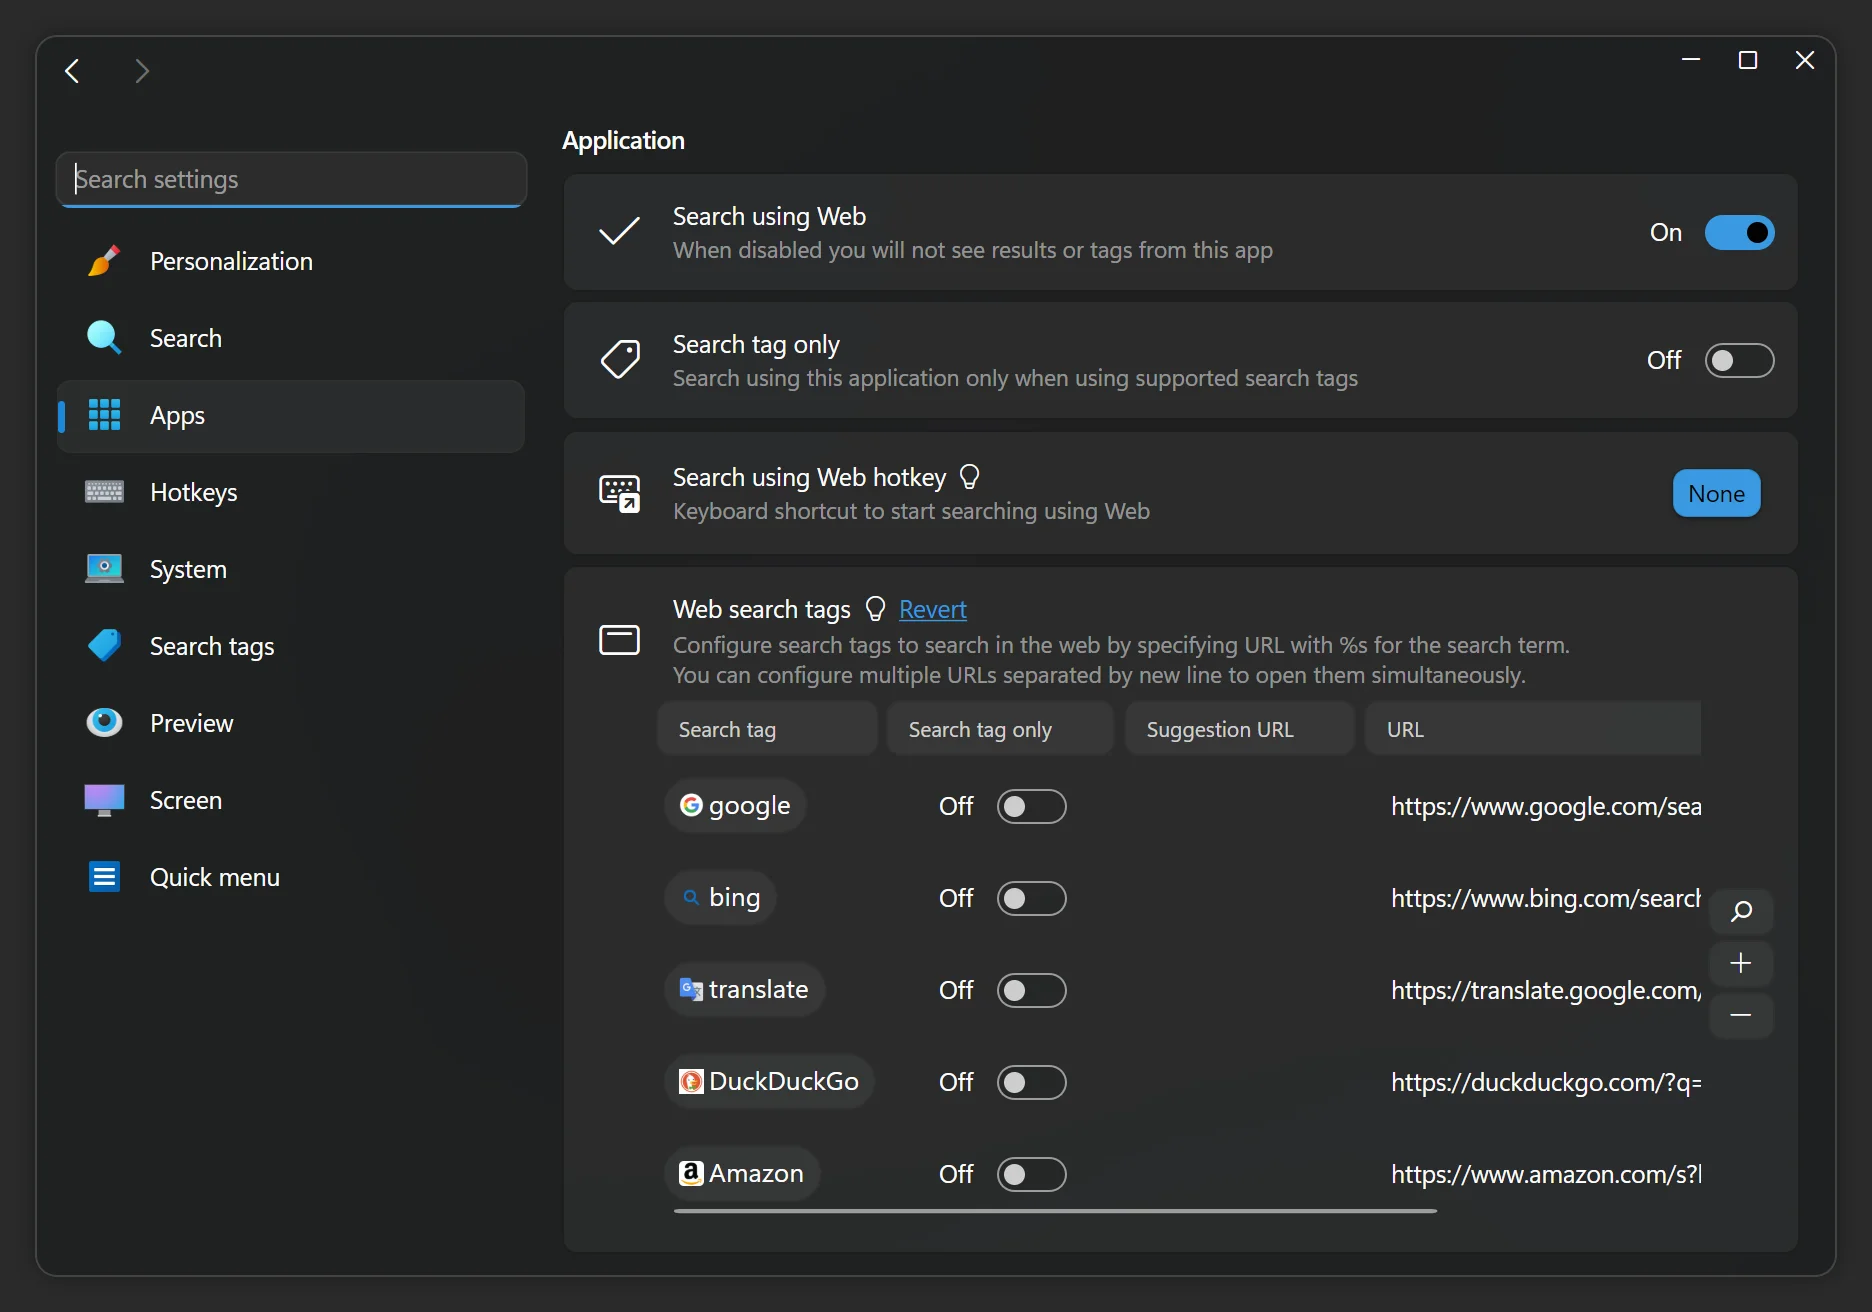 Search settings
Personalization
Search
Apps
Hotkeys
System
Search tags
Preview
Screen
Quick menu
Application
Search using Web
When disabled you will not see results or tags from this app
On
Search tag only
Search using this application only when using supported search tags
Off
Search using Web hotkey
Keyboard shortcut to start searching using Web
None
Web search tags Revert
Configure search tags to search in the web by specifying URL with %s for the search term.
You can configure multiple URLs separated by new line to open them simultaneously.
Search tag Search tag only Suggestion URL URL
google Off https://www.google.com/sea
bing Off https://www.bing.com/search
translate Off https://translate.google.com/
DuckDuckGo Off https://duckduckgo.com/?q=
Amazon Off https://www.amazon.com/s?